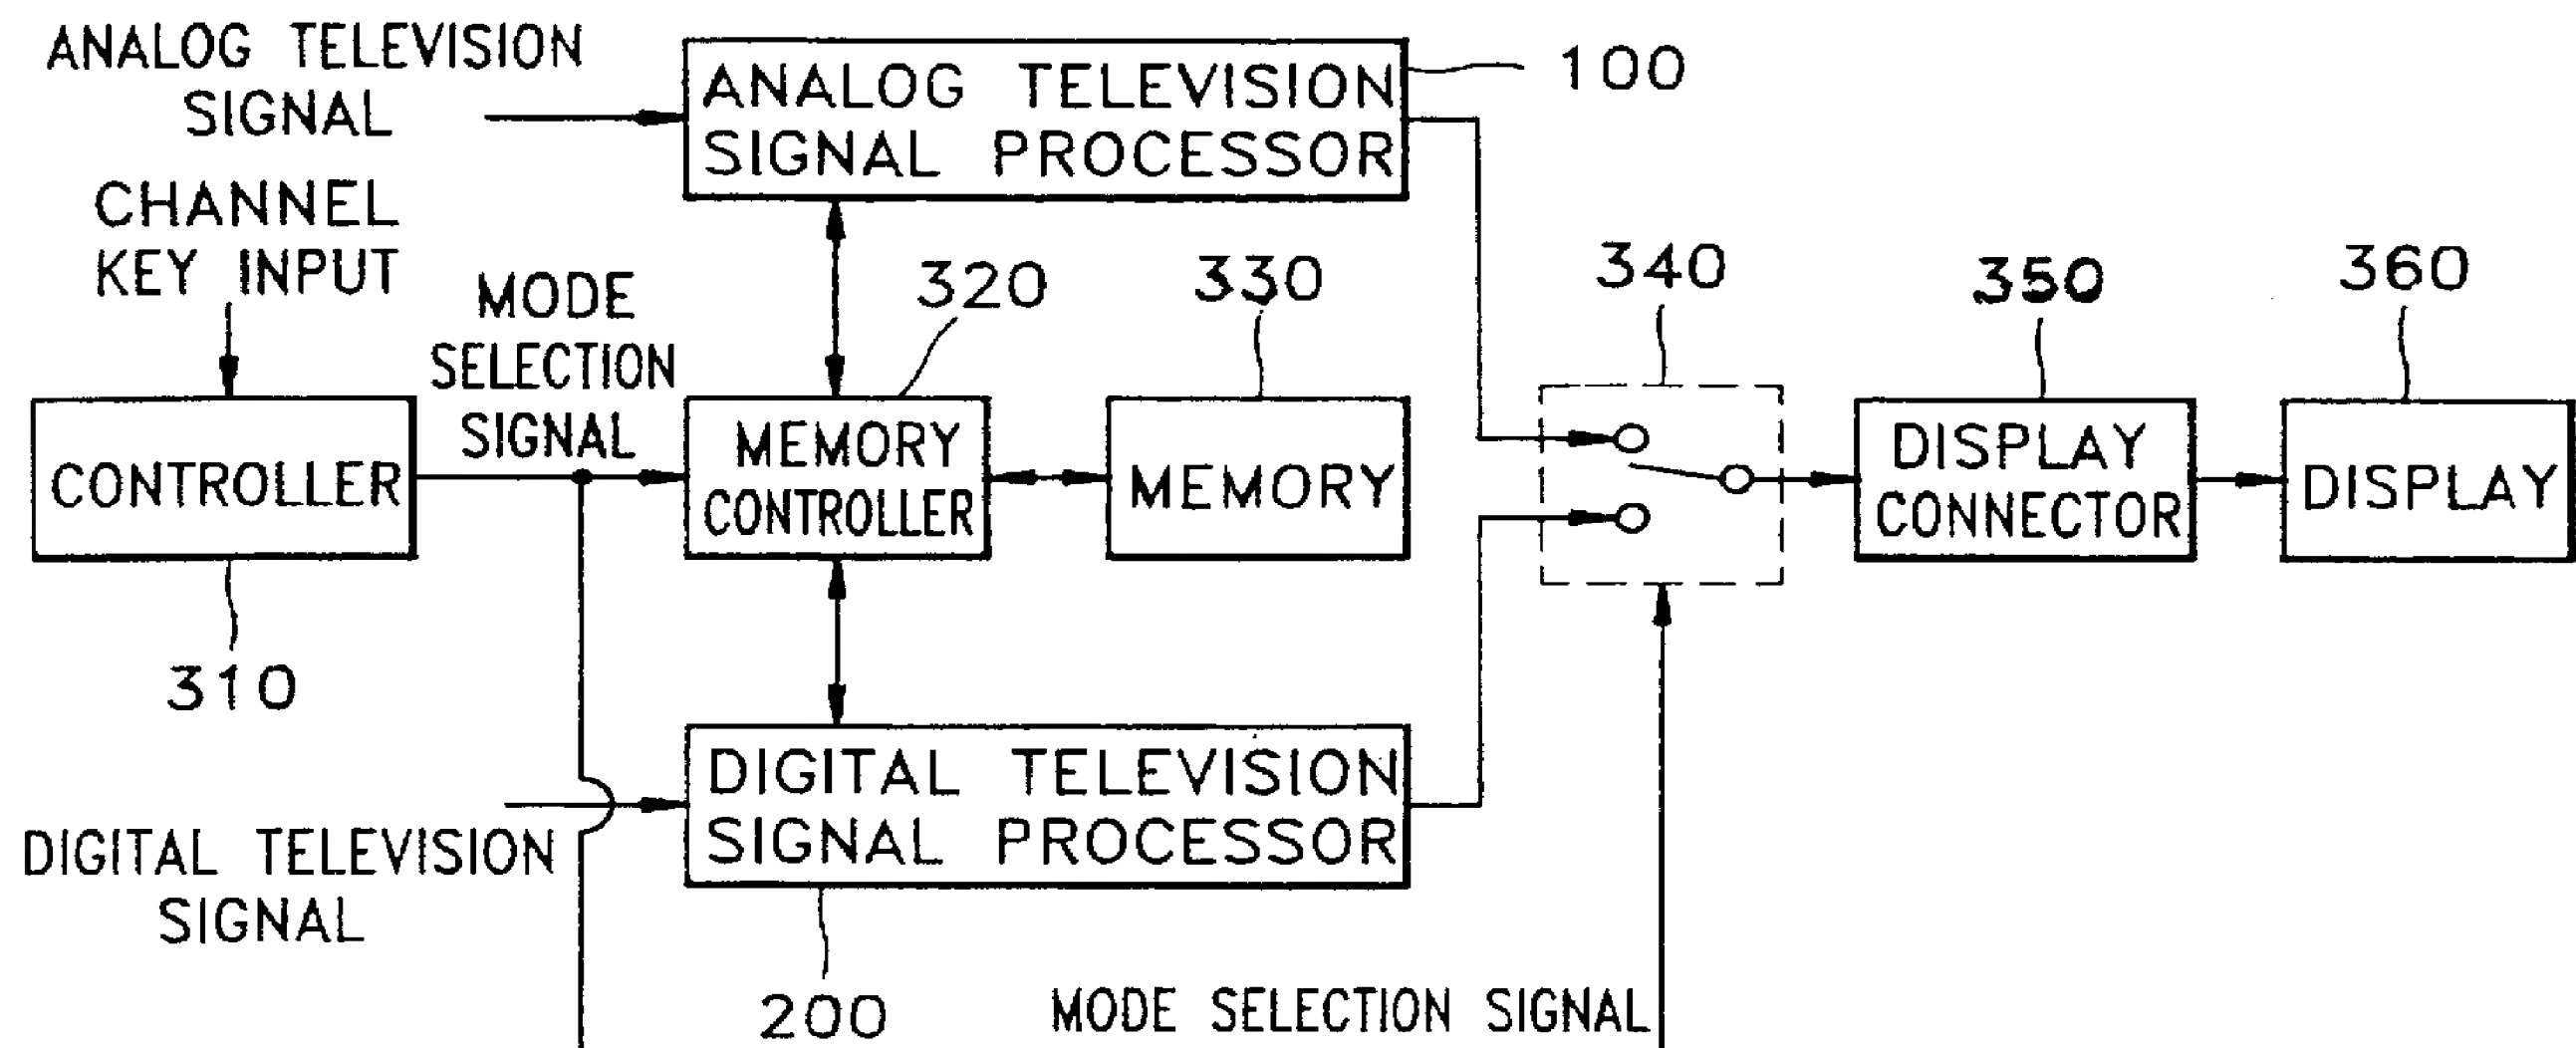 ANALOG TELEVISION
SIGNAL
ANALOG TELEVISION
SIGNAL PROCESSOR
100
CHANNEL
KEY INPUT
MODE
SELECTION
SIGNAL
320
330
340
350
360
CONTROLLER
MEMORY
CONTROLLER
MEMORY
DISPLAY
CONNECTOR
DISPLAY
310
DIGITAL TELEVISION
SIGNAL
DIGITAL TELEVISION
SIGNAL PROCESSOR
200
MODE SELECTION SIGNAL